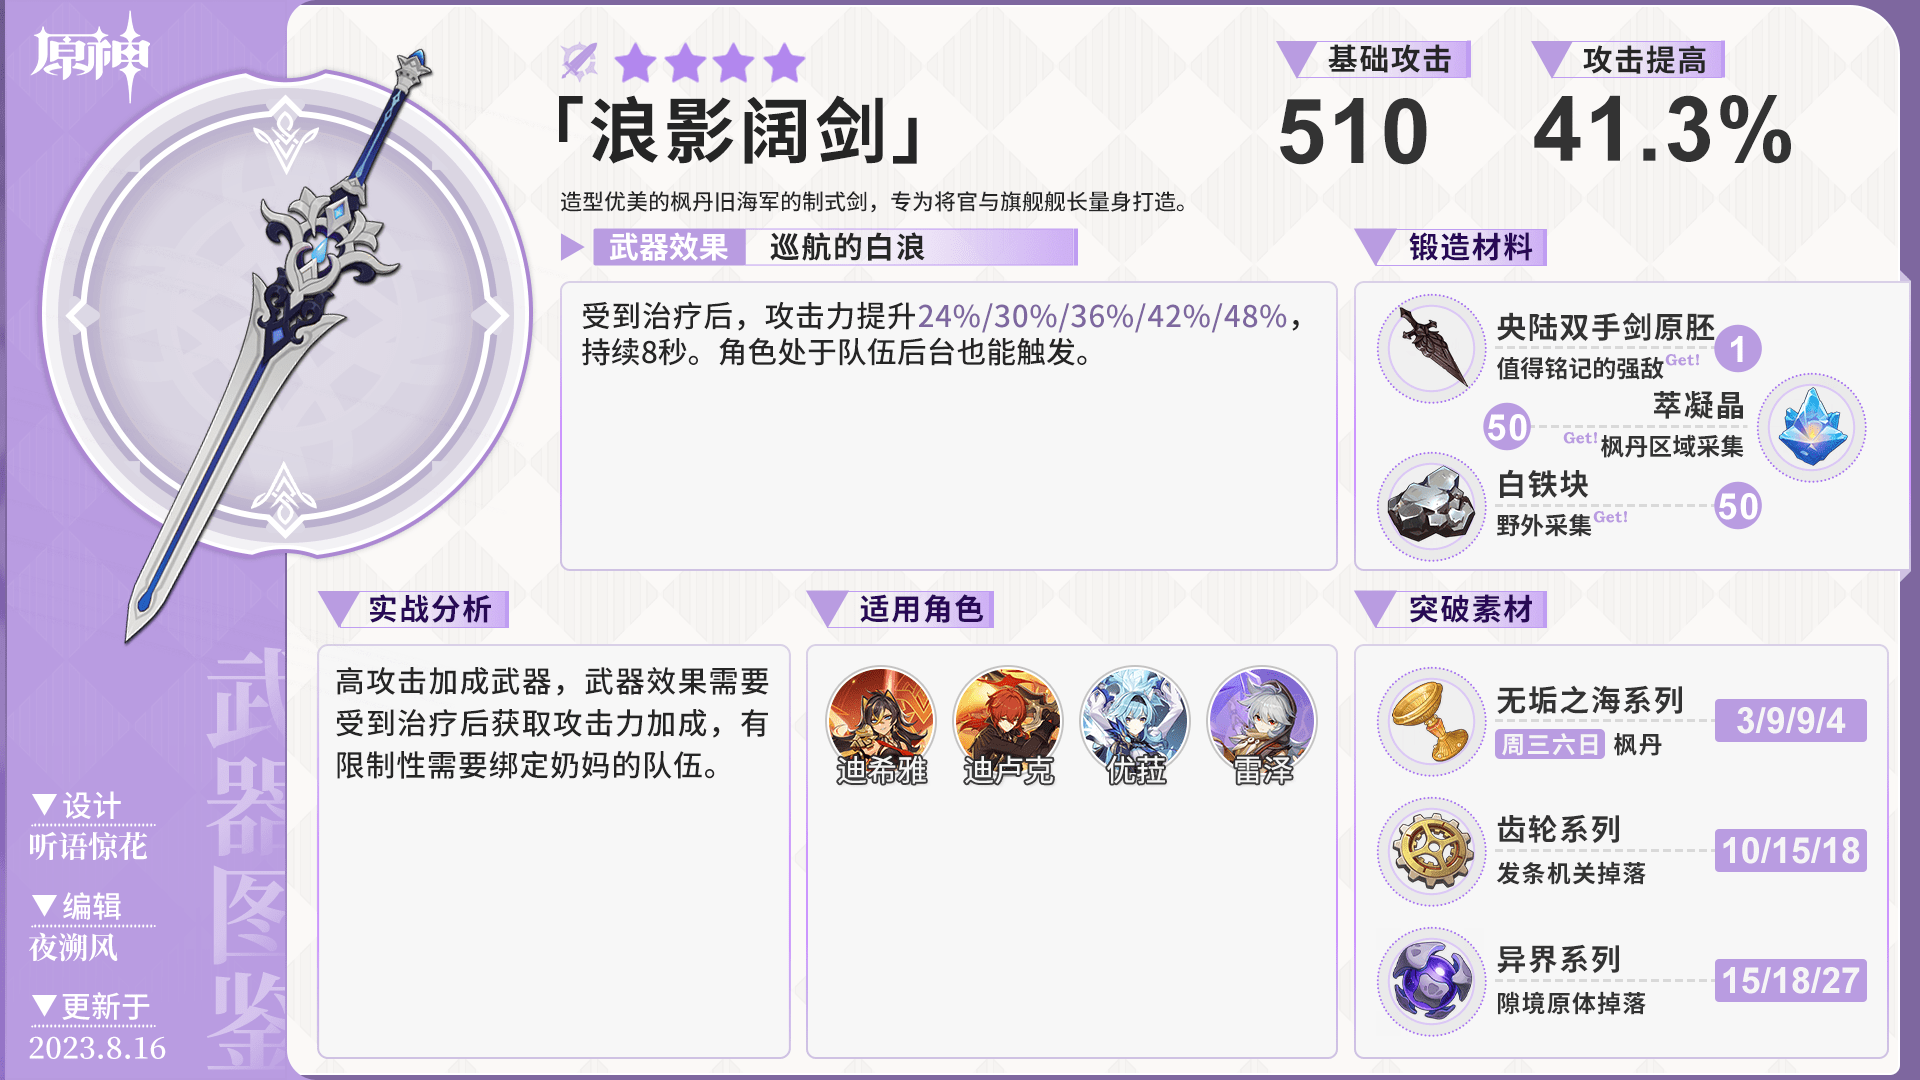 原神
「浪影阔剑」
造型优美的枫丹旧海军的制式剑，专为将官与旗舰舰长量身打造。
基础攻击
510
攻击提高
41.3%
武器效果 巡航的白浪
受到治疗后，攻击力提升24%/30%/36%/42%/48%，
持续8秒。角色处于队伍后台也能触发。
锻造材料
央陆双手剑原胚
值得铭记的强敌Get!
1
萃凝晶
50
Get!枫丹区域采集
白铁块
野外采集Get!
50
实战分析
高攻击加成武器，武器效果需要
受到治疗后获取攻击力加成，有
限制性需要绑定奶妈的队伍。
适用角色
迪希雅 迪卢克 优菈 雷泽
突破素材
无垢之海系列
周三六日 枫丹
3/9/9/4
齿轮系列
发条机关掉落
10/15/18
异界系列
隙境原体掉落
15/18/27
武器图鉴
▼设计
听语惊花
▼编辑
夜溯风
▼更新于
2023.8.16